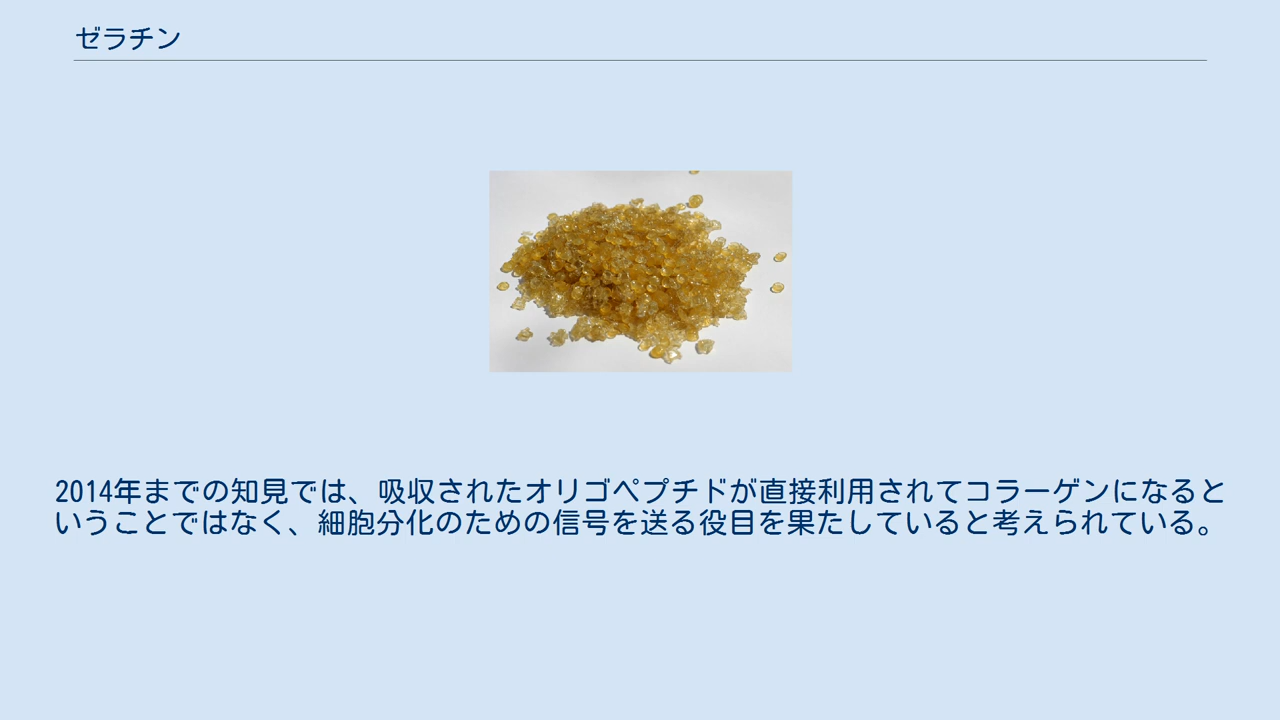 ゼラチン
2014年までの知見では、吸収されたオリゴペプチドが直接利用されてコラーゲンになると
いうことではなく、細胞分化のための信号を送る役目を果たしていると考えられている。